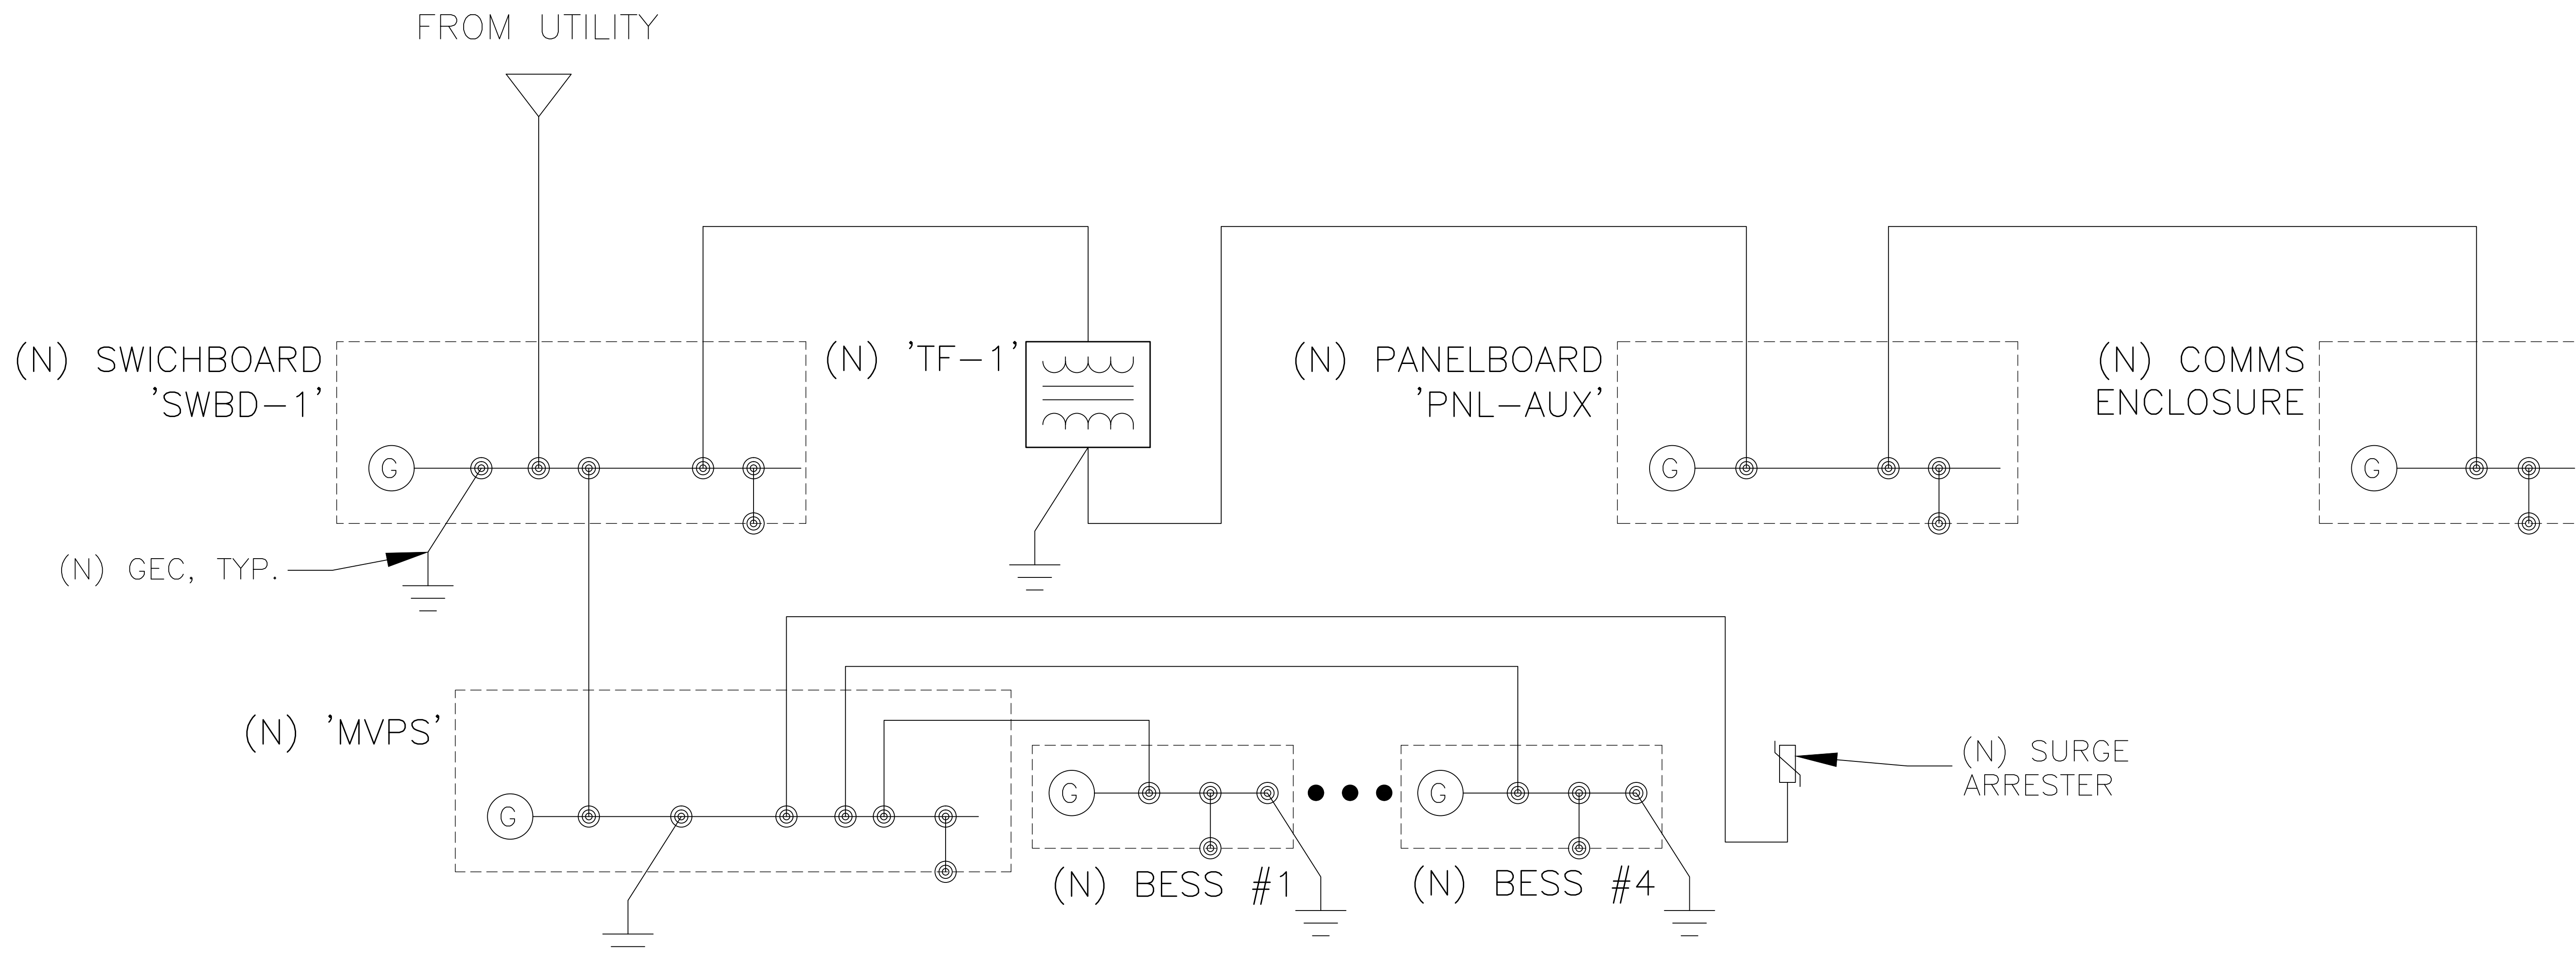 FROM UTILITY
(N) SWICHBOARD
'SWBD-1'
(N) 'TF-1'
(N) PANELBOARD
'PNL-AUX'
(N) COMMS
ENCLOSURE
G
G
G
(N) GEC, TYP.
(N) 'MVPS'
G
G
G
(N) SURGE
ARRESTER
(N) BESS #1
(N) BESS #4